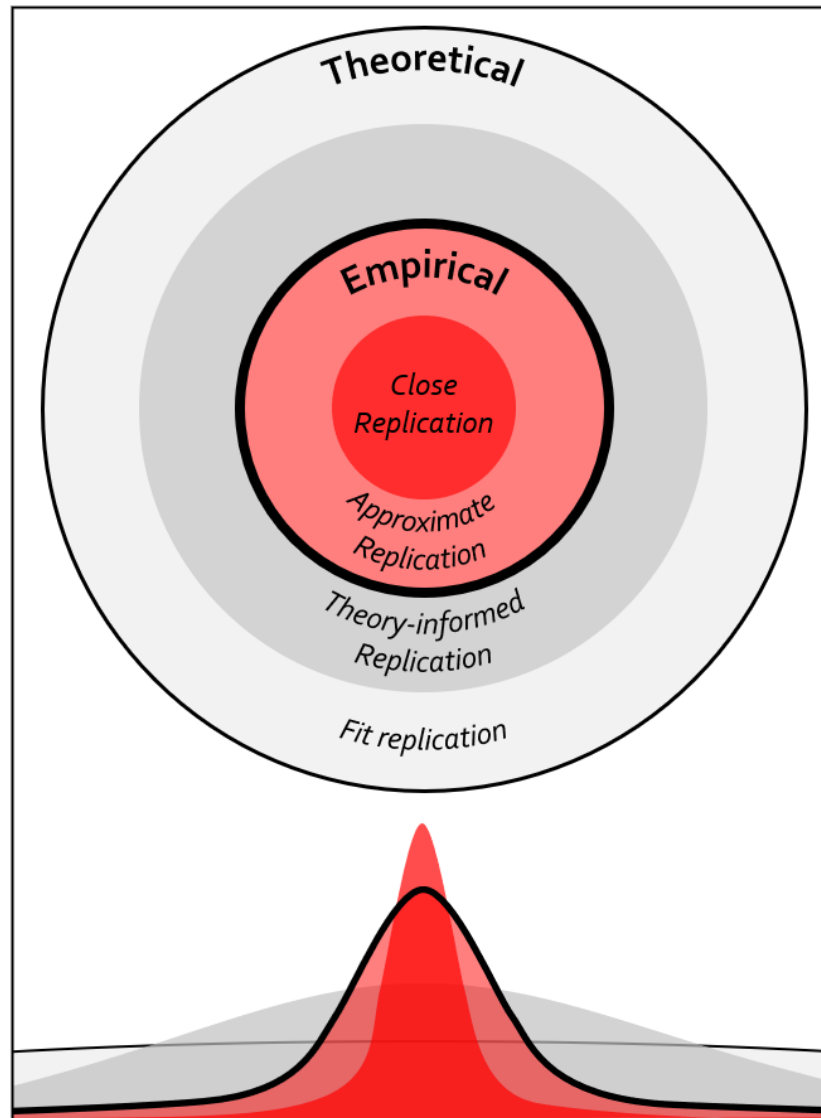 Theoretical
Empirical
Close
Replication
Approximate
Replication
Theory-informed
Replication
Fit replication